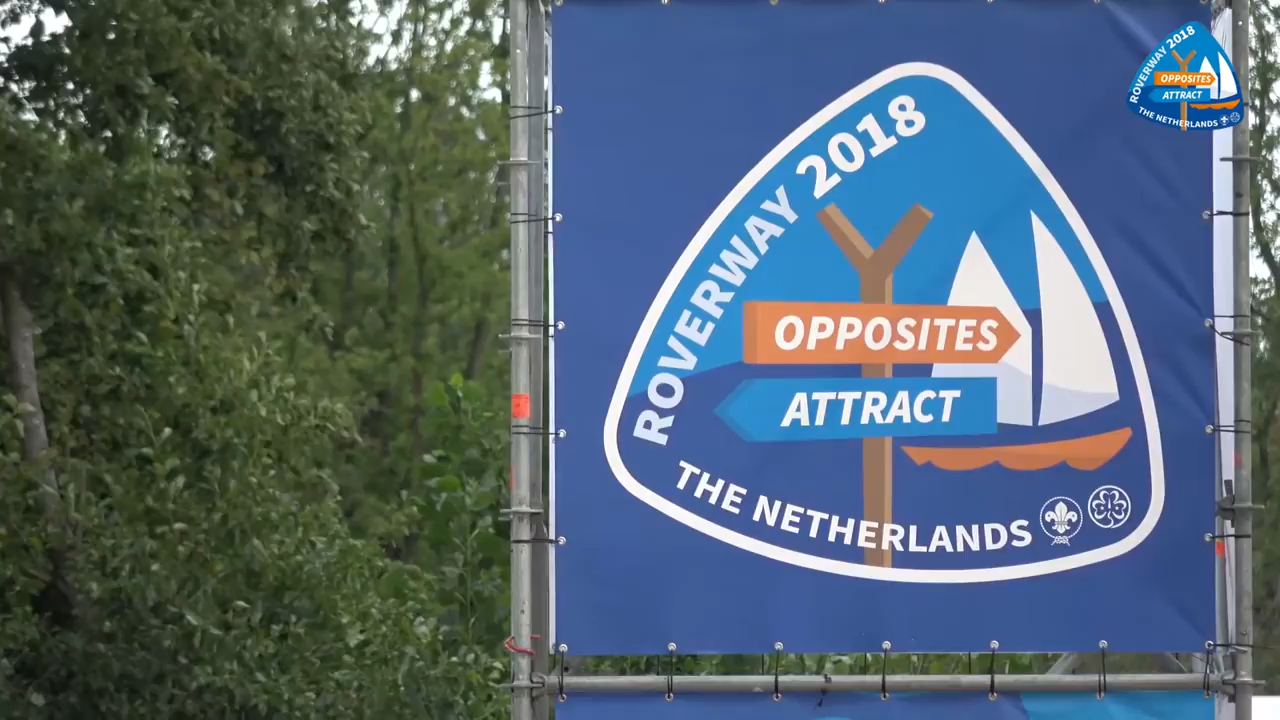 ROVERWAY 2018
OPPOSITES
ATTRACT
THE NETHERLANDS
ROVERWAY 2018
OPPOSITES
ATTRACT
THE NETHERLANDS